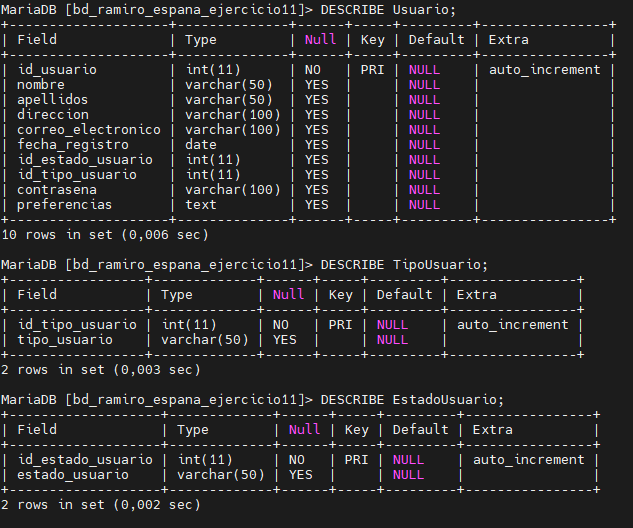 MariaDB [bd_ramiro_espana_ejercicio11]> DESCRIBE Usuario;
+--------------------+--------------+------+-----+---------+----------------+
| Field              | Type         | Null | Key | Default | Extra          |
+--------------------+--------------+------+-----+---------+----------------+
| id_usuario         | int(11)      | NO   | PRI | NULL    | auto_increment |
| nombre             | varchar(50)  | YES  |     | NULL    |                |
| apellidos          | varchar(50)  | YES  |     | NULL    |                |
| direccion          | varchar(100) | YES  |     | NULL    |                |
| correo_electronico | varchar(100) | YES  |     | NULL    |                |
| fecha_registro     | date         | YES  |     | NULL    |                |
| id_estado_usuario  | int(11)      | YES  |     | NULL    |                |
| id_tipo_usuario    | int(11)      | YES  |     | NULL    |                |
| contrasena         | varchar(100) | YES  |     | NULL    |                |
| preferencias       | text         | YES  |     | NULL    |                |
+--------------------+--------------+------+-----+---------+----------------+
10 rows in set (0,006 sec)
MariaDB [bd_ramiro_espana_ejercicio11]> DESCRIBE TipoUsuario;
+-----------------+-------------+------+-----+---------+----------------+
| Field           | Type        | Null | Key | Default | Extra          |
+-----------------+-------------+------+-----+---------+----------------+
| id_tipo_usuario | int(11)     | NO   | PRI | NULL    | auto_increment |
| tipo_usuario    | varchar(50) | YES  |     | NULL    |                |
+-----------------+-------------+------+-----+---------+----------------+
2 rows in set (0,003 sec)
MariaDB [bd_ramiro_espana_ejercicio11]> DESCRIBE EstadoUsuario;
+-------------------+-------------+------+-----+---------+----------------+
| Field             | Type        | Null | Key | Default | Extra          |
+-------------------+-------------+------+-----+---------+----------------+
| id_estado_usuario | int(11)     | NO   | PRI | NULL    | auto_increment |
| estado_usuario    | varchar(50) | YES  |     | NULL    |                |
+-------------------+-------------+------+-----+---------+----------------+
2 rows in set (0,002 sec)